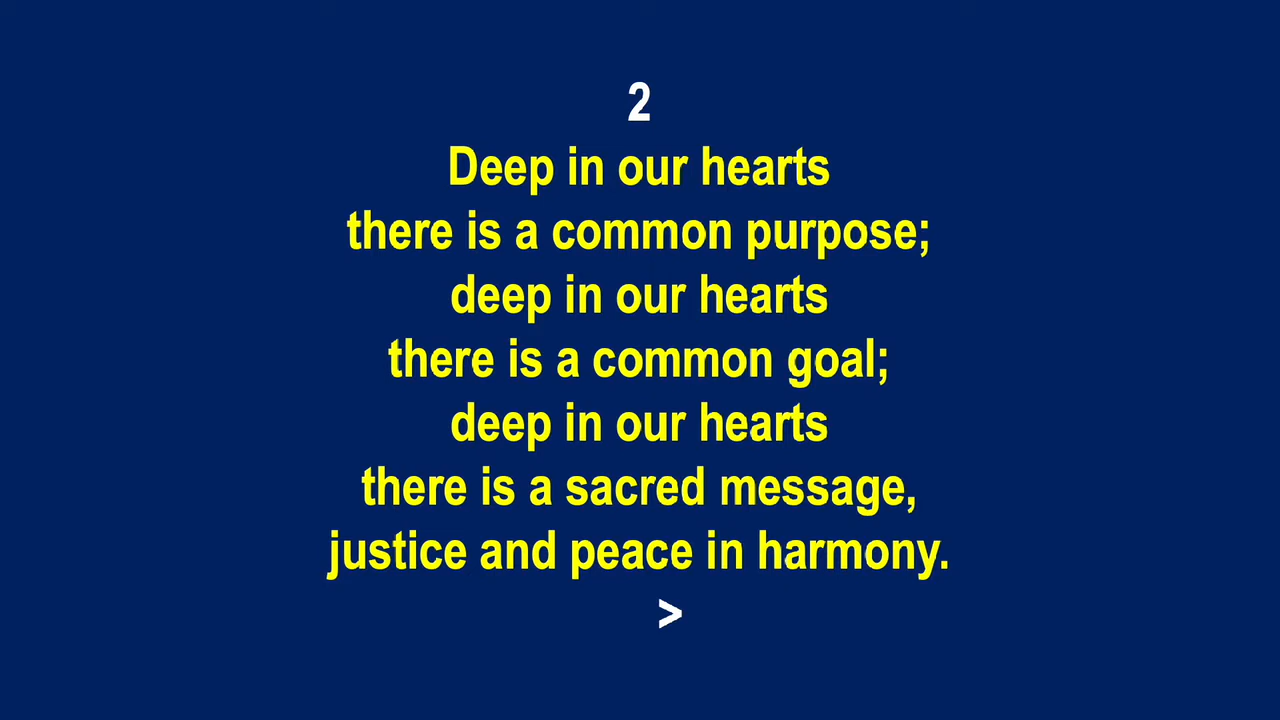 2
Deep in our hearts
there is a common purpose;
deep in our hearts
there is a common goal;
deep in our hearts
there is a sacred message,
justice and peace in harmony.
>